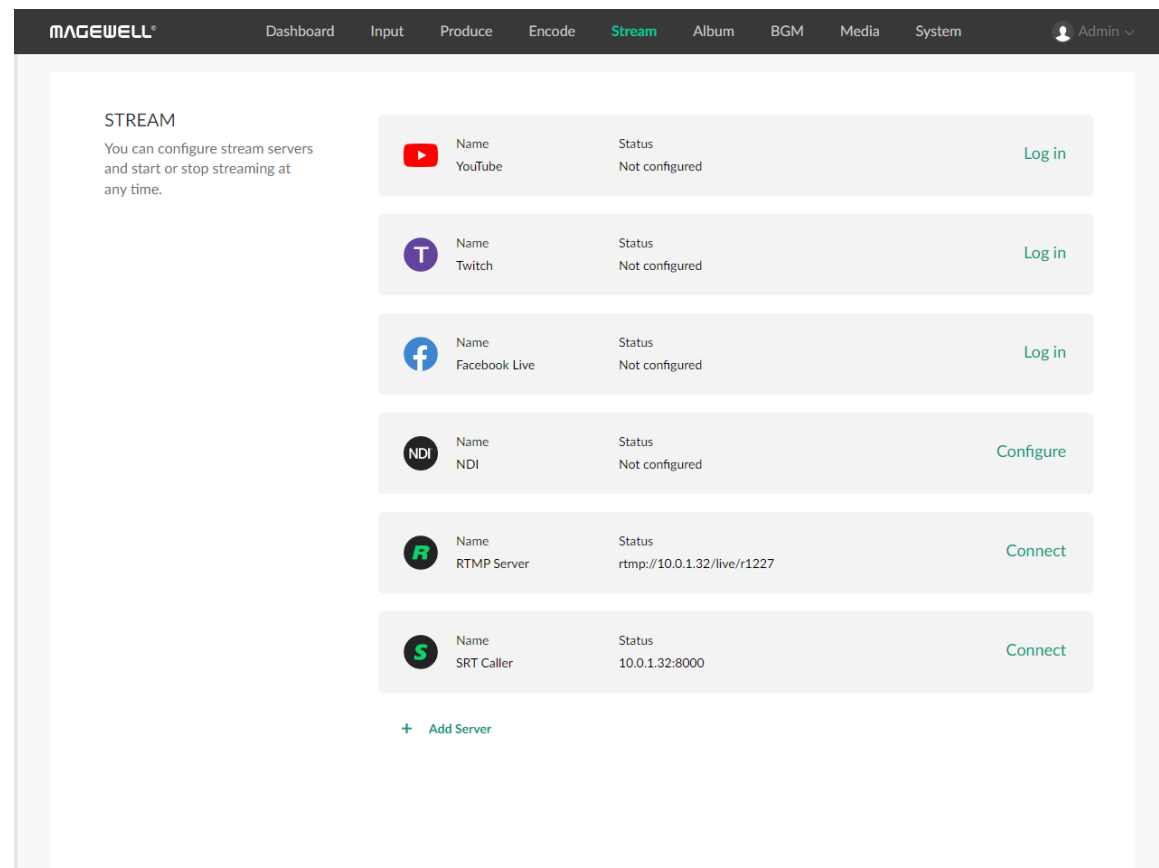 MAGEWELL®
Dashboard Input Produce Encode Stream Album BGM Media System Admin
STREAM
You can configure stream servers
and start or stop streaming at
any time.
Name Status
YouTube Not configured
Log in
T
Name Status
Twitch Not configured
Log in
Name Status
Facebook Live Not configured
Log in
NDI
Name Status
NDI Not configured
Configure
R
Name Status
RTMP Server rtmp://10.0.1.32/live/r1227
Connect
S
Name Status
SRT Caller 10.0.1.32:8000
Connect
+ Add Server